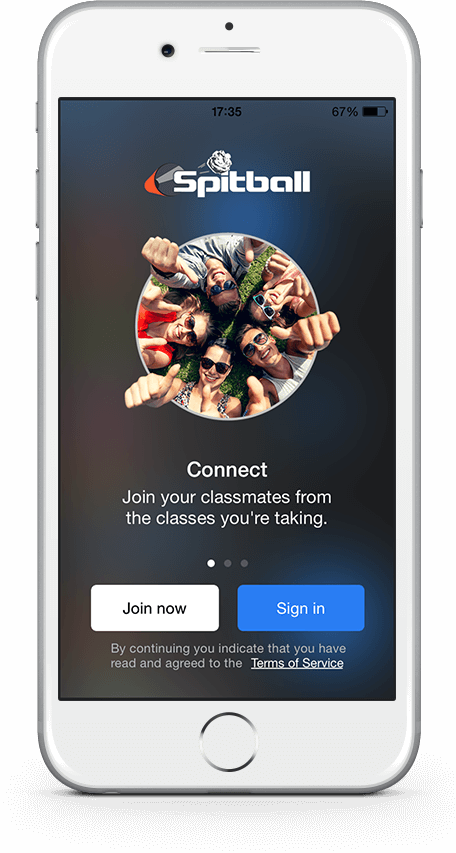 17:35 67%
Spitball
Connect
Join your classmates from
the classes you're taking.
Join now Sign in
By continuing you indicate that you have
read and agreed to the Terms of Service